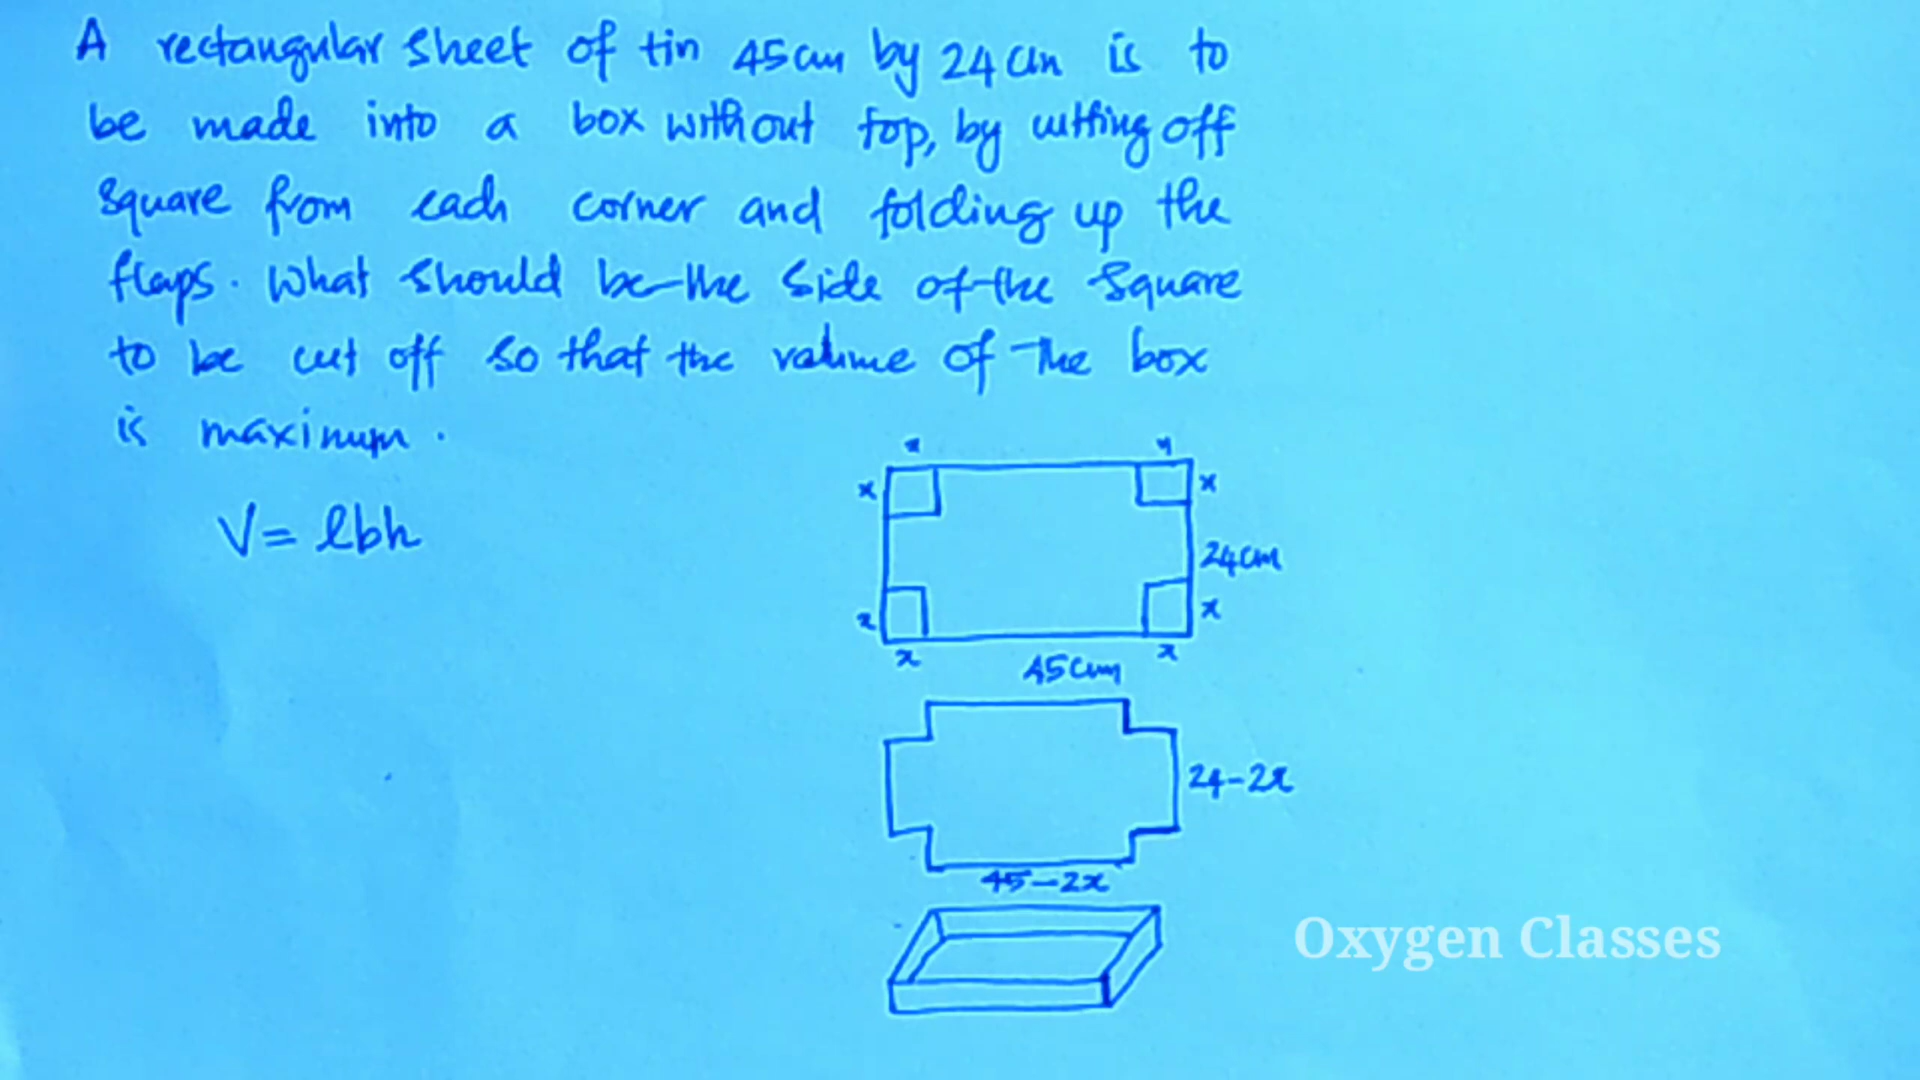 A rectangular sheet of tin 45cm by 24cm is to
be made into a box without top, by cutting off
square from each corner and folding up the
flaps. What should be the side of the square
to be cut off so that the volume of the box
is maximum.
x x
x x
V = lbh
24cm
x x
x x
45cm
24-2x
45-2x
Oxygen Classes